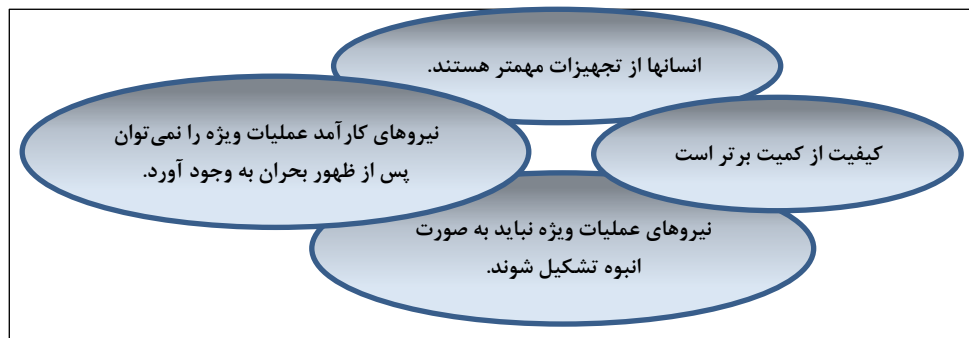 انسانها از تجهیزات مهمتر هستند.
کیفیت از کمیت برتر است
نیروهای کارآمد عملیات ویژه را نمی‌توان
پس از ظهور بحران به وجود آورد.
نیروهای عملیات ویژه نباید به صورت
انبوه تشکیل شوند.